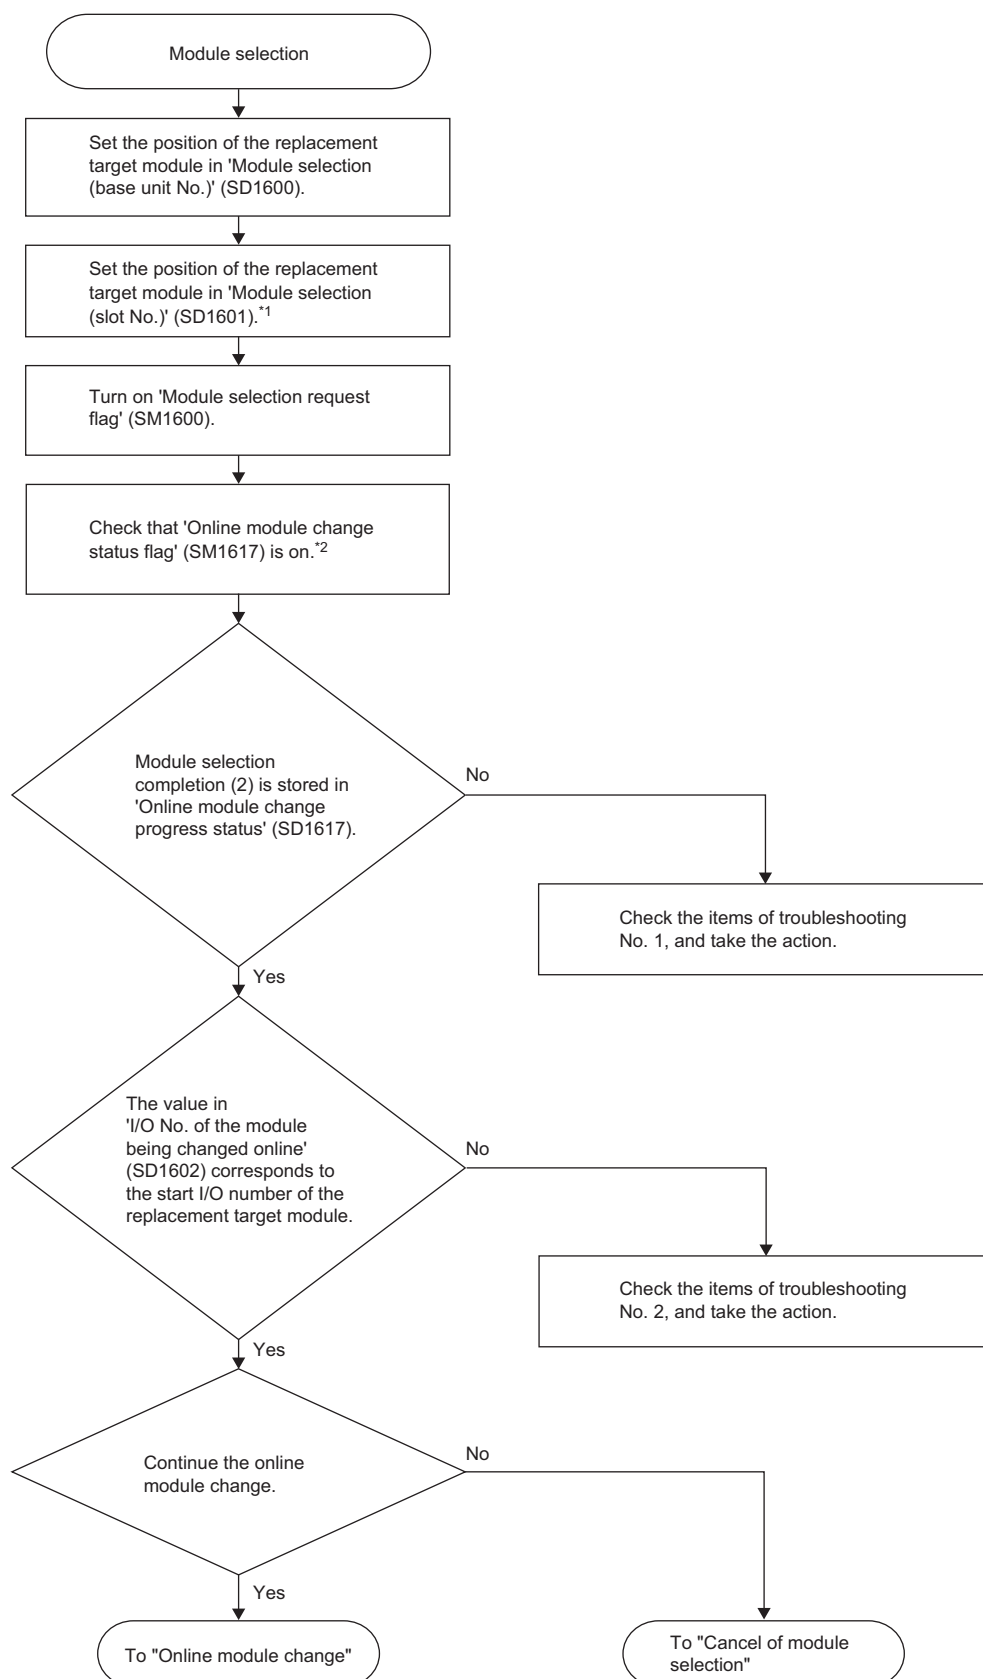 Module selection
Set the position of the replacement
target module in 'Module selection
(base unit No.)' (SD1600).
Set the position of the replacement
target module in 'Module selection
(slot No.)' (SD1601).*1
Turn on 'Module selection request
flag' (SM1600).
Check that 'Online module change
status flag' (SM1617) is on.*2
Module selection
completion (2) is stored in
'Online module change
progress status' (SD1617).
No
Check the items of troubleshooting
No. 1, and take the action.
Yes
The value in
'I/O No. of the module
being changed online'
(SD1602) corresponds to
the start I/O number of the
replacement target module.
No
Check the items of troubleshooting
No. 2, and take the action.
Yes
Continue the online
module change.
No
Yes
To "Online module change"
To "Cancel of module
selection"